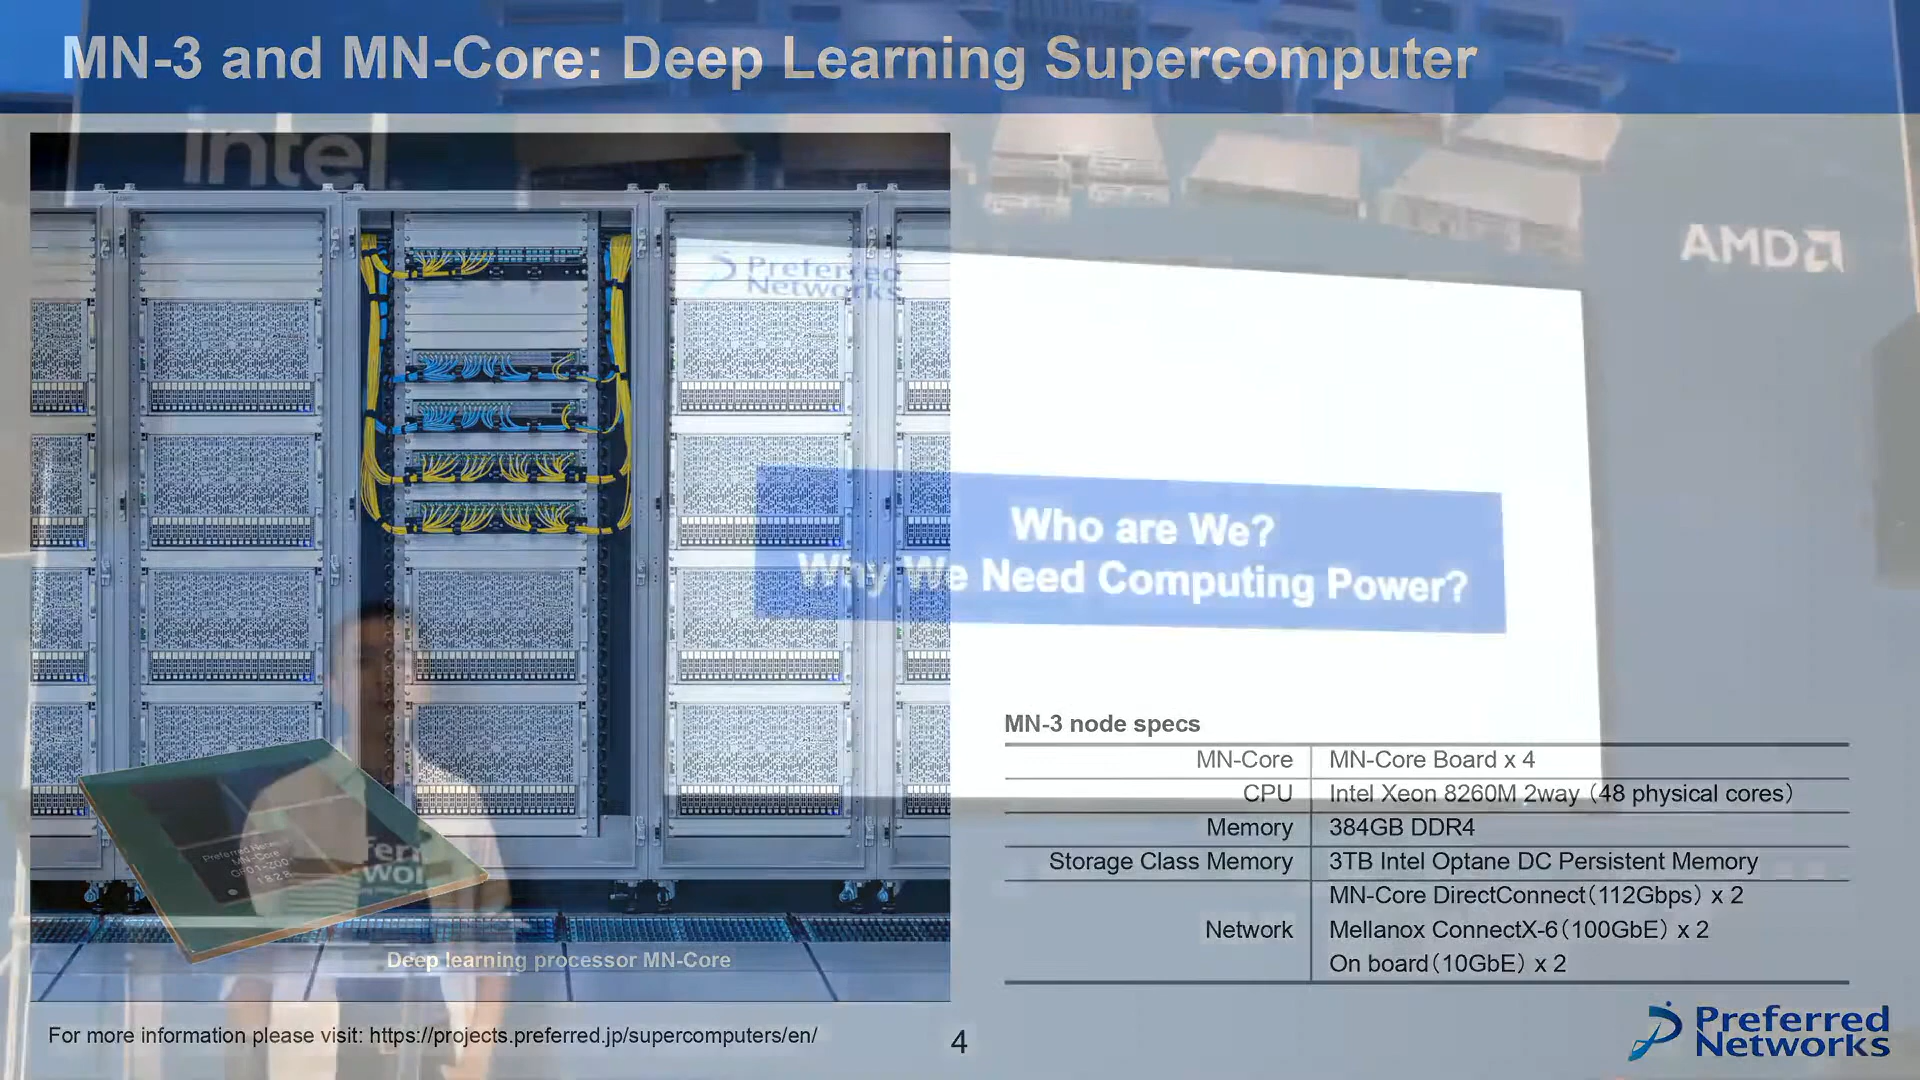 MN-3 and MN-Core: Deep Learning Supercomputer
intel
AMD
Preferred
Networks
Who are We?
Why We Need Computing Power?
MN-3 node specs
MN-Core MN-Core Board x 4
CPU Intel Xeon 8260M 2way (48 physical cores)
Memory 384GB DDR4
Storage Class Memory 3TB Intel Optane DC Persistent Memory
Network MN-Core DirectConnect(112Gbps) x 2
Mellanox ConnectX-6(100GbE) x 2
On board(10GbE) x 2
Preferred
MN-Core
Deep learning processor MN-Core
For more information please visit: https://projects.preferred.jp/supercomputers/en/
4
Preferred
Networks